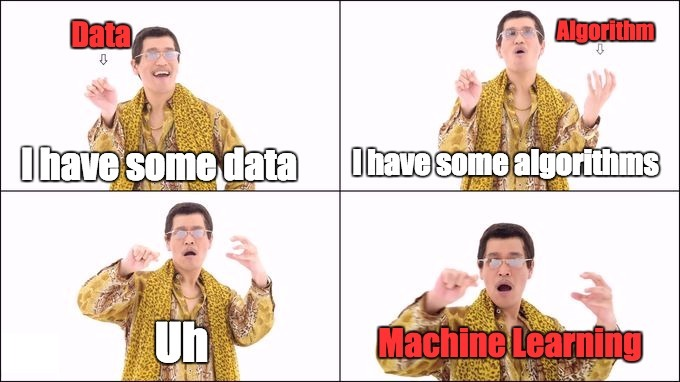 Data
I have some data
Algorithm
I have some algorithms
Uh
Machine Learning